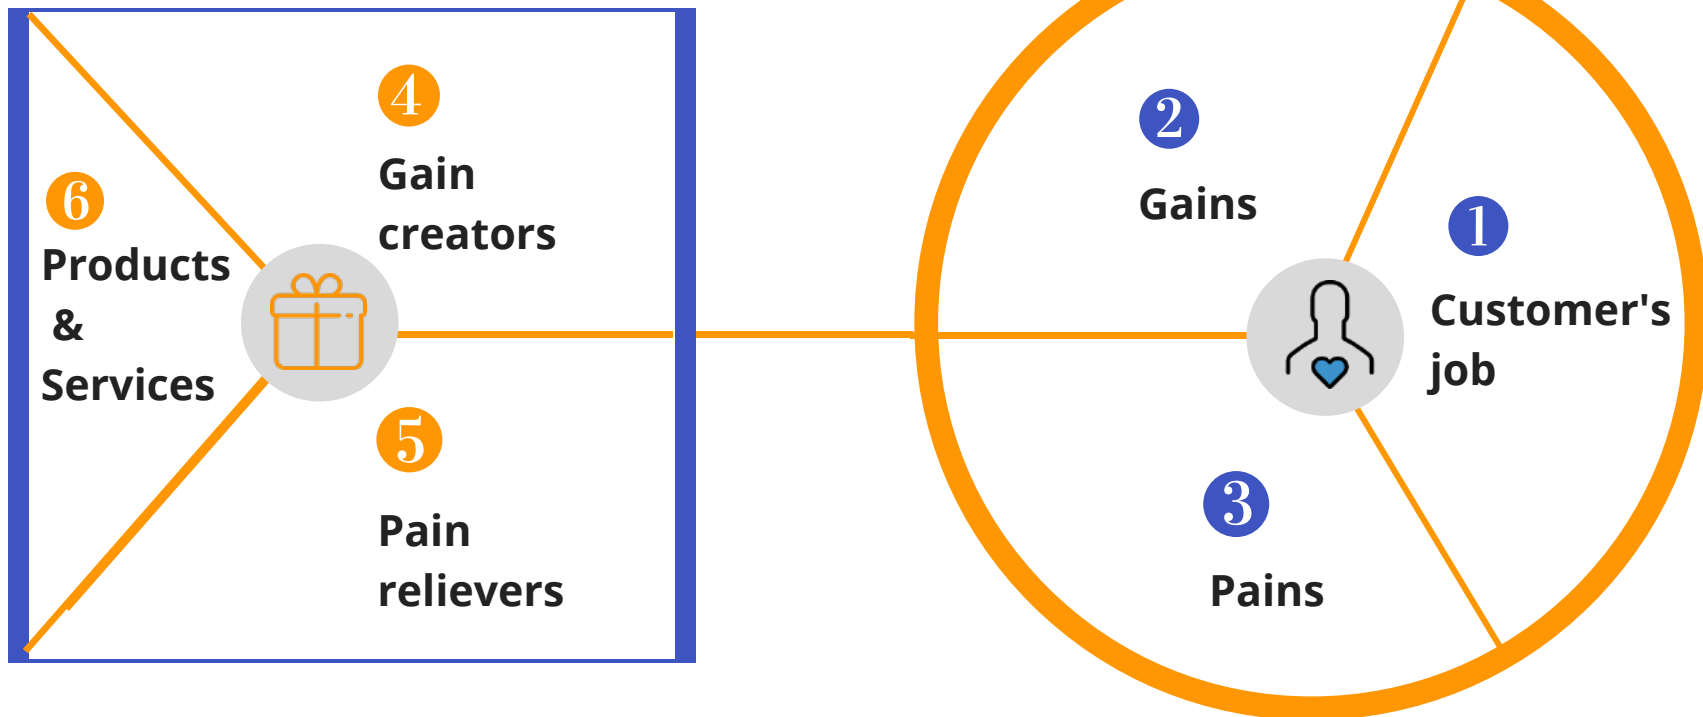 4
Gain
creators
6
Products
&
Services
5
Pain
relievers
2
Gains
1
Customer's
job
3
Pains